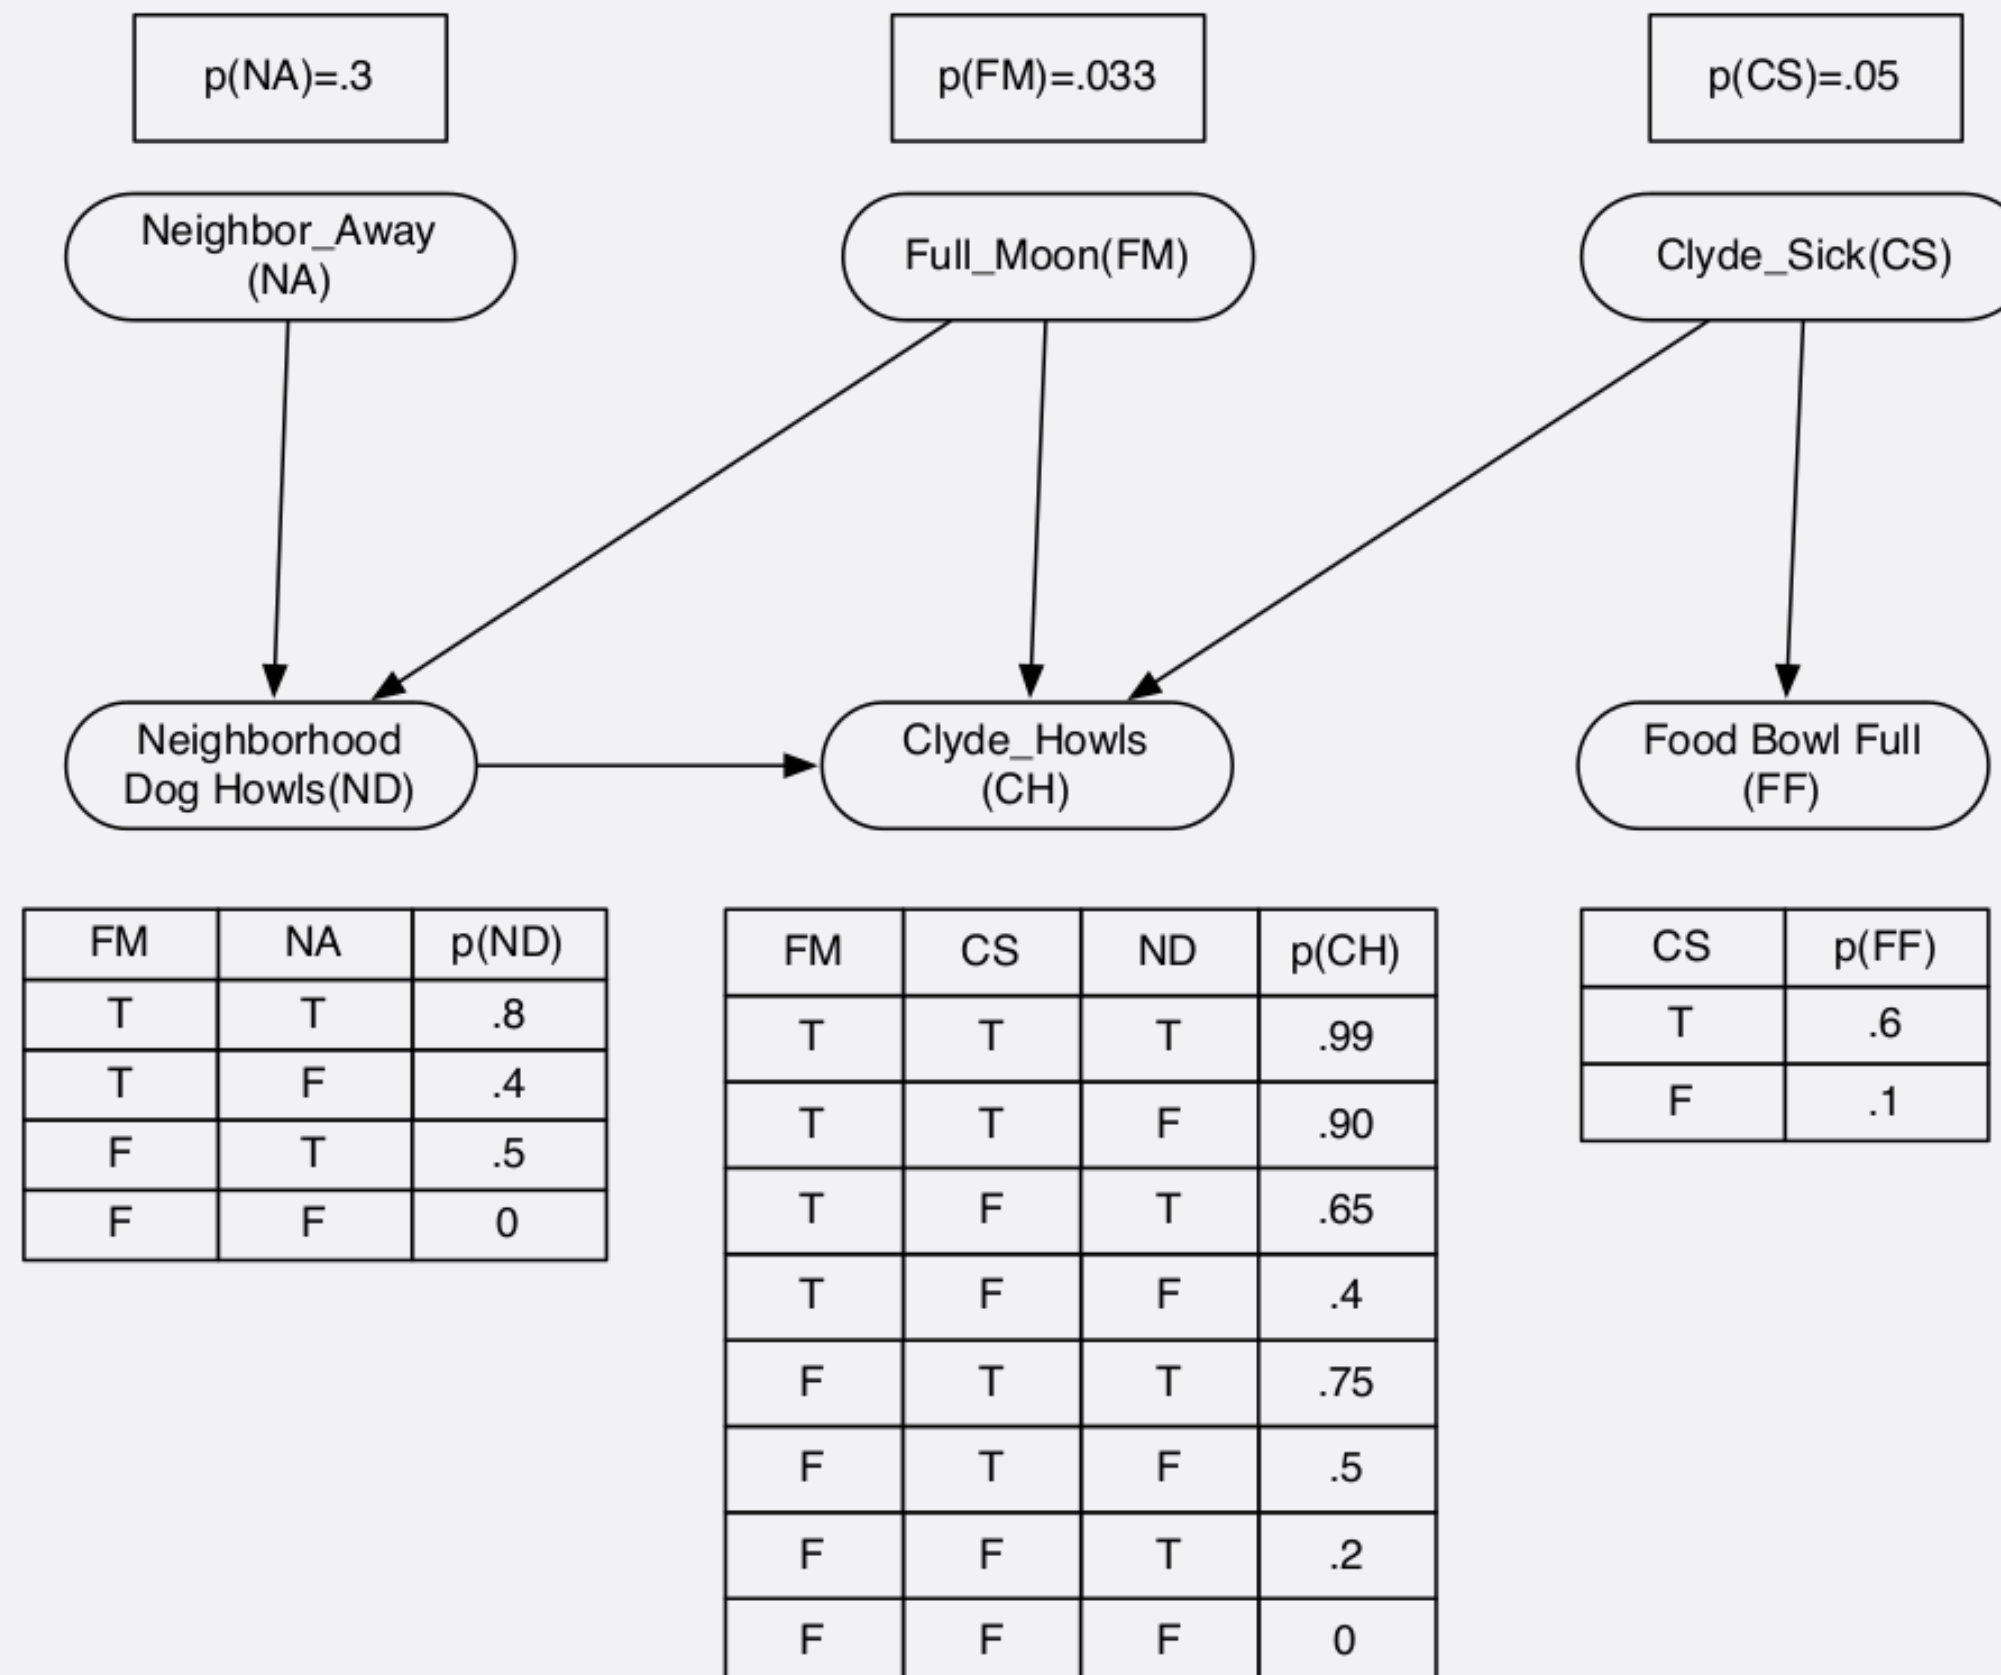 p(NA)=.3
p(FM)=.033
p(CS)=.05
Neighbor_Away
(NA)
Full_Moon(FM)
Clyde_Sick(CS)
Neighborhood
Dog Howls(ND)
Clyde_Howls
(CH)
Food Bowl Full
(FF)
FM NA p(ND)
T T .8
T F .4
F T .5
F F 0
FM CS ND p(CH)
T T T .99
T T F .90
T F T .65
T F F .4
F T T .75
F T F .5
F F T .2
F F F 0
CS p(FF)
T .6
F .1